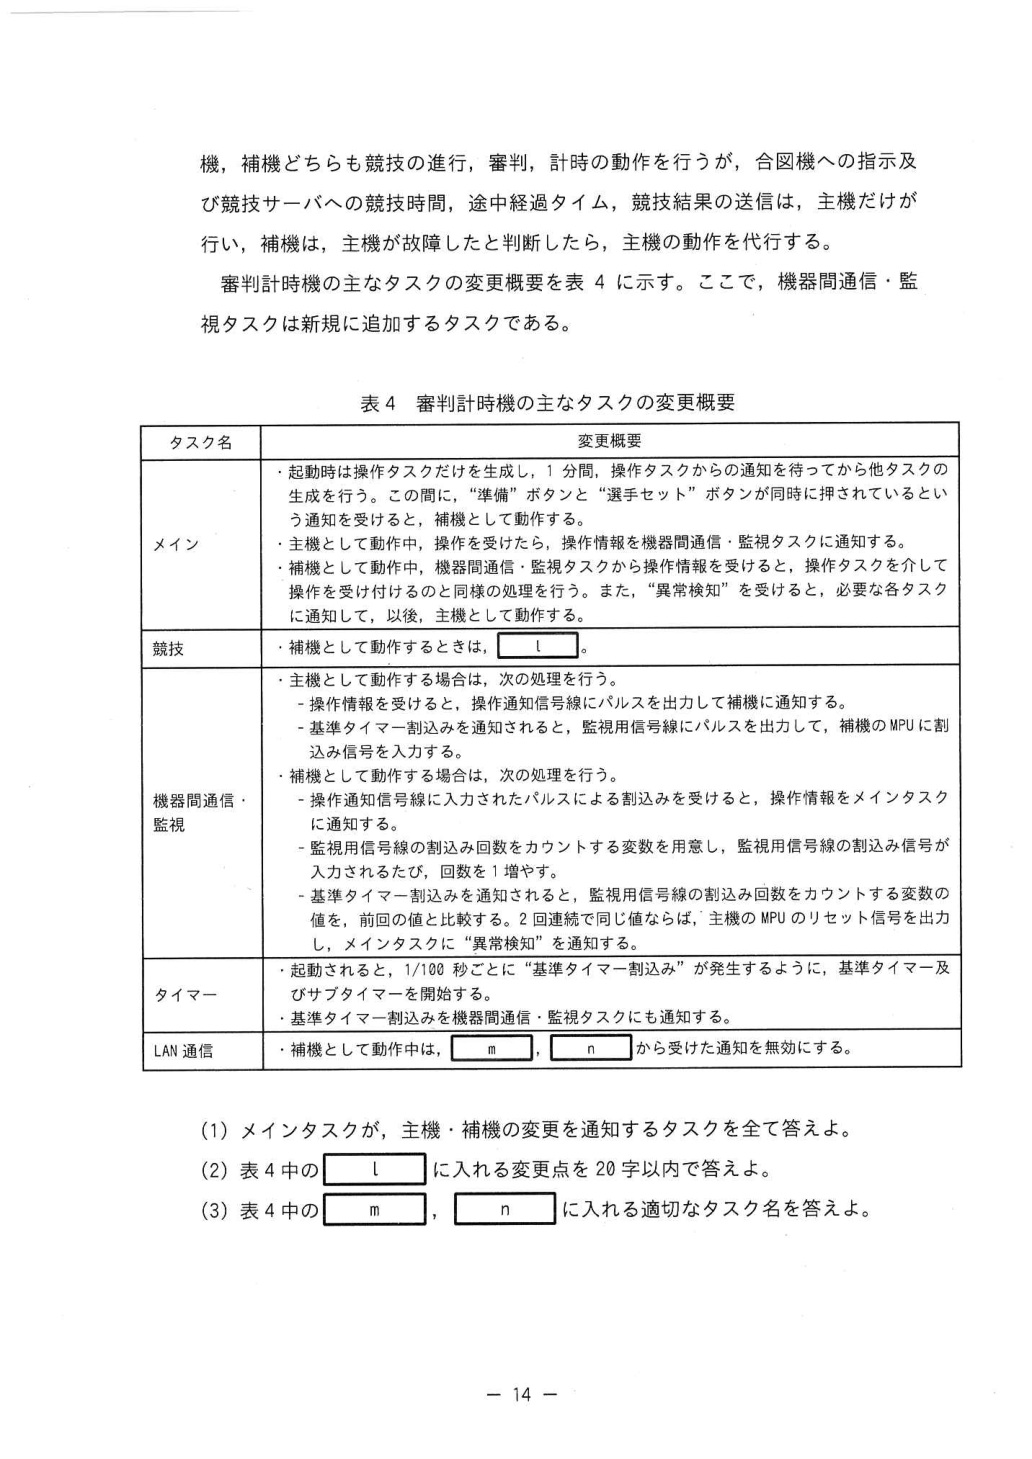 機，補機どちらも競技の進行，審判，計時の動作を行うが，合図機への指示及
び競技サーバへの競技時間，途中経過タイム，競技結果の送信は，主機だけが
行い，補機は，主機が故障したと判断したら，主機の動作を代行する。
審判計時機の主なタスクの変更概要を表 4 に示す。ここで，機器間通信・監
視タスクは新規に追加するタスクである。
表 4 審判計時機の主なタスクの変更概要
タスク名 変更概要
メイン
・起動時は操作タスクだけを生成し，1 分間，操作タスクからの通知を待ってから他タスクの
生成を行う。この間に，“準備”ボタンと“選手セット”ボタンが同時に押されているとい
う通知を受けると，補機として動作する。
・主機として動作中，操作を受けたら，操作情報を機器間通信・監視タスクに通知する。
・補機として動作中，機器間通信・監視タスクから操作情報を受けると，操作タスクを介して
操作を受け付けるのと同様の処理を行う。また，“異常検知”を受けると，必要な各タスク
に通知して，以後，主機として動作する。
競技
・補機として動作するときは， l 。
機器間通信・
監視
・主機として動作する場合は，次の処理を行う。
- 操作情報を受けると，操作通知信号線にパルスを出力して補機に通知する。
- 基準タイマー割込みを通知されると，監視用信号線にパルスを出力して，補機の MPU に割
込み信号を入力する。
・補機として動作する場合は，次の処理を行う。
- 操作通知信号線に入力されたパルスによる割込みを受けると，操作情報をメインタスク
に通知する。
- 監視用信号線の割込み回数をカウントする変数を用意し，監視用信号線の割込み信号が
入力されるたび，回数を 1 増やす。
- 基準タイマー割込みを通知されると，監視用信号線の割込み回数をカウントする変数の
値を，前回の値と比較する。2 回連続で同じ値ならば，主機の MPU のリセット信号を出力
し，メインタスクに“異常検知”を通知する。
タイマー
・起動されると，1/100 秒ごとに“基準タイマー割込み”が発生するように，基準タイマー及
びサブタイマーを開始する。
・基準タイマー割込みを機器間通信・監視タスクにも通知する。
LAN 通信
・補機として動作中は， m ， n から受けた通知を無効にする。
(1) メインタスクが，主機・補機の変更を通知するタスクを全て答えよ。
(2) 表 4 中の l に入れる変更点を 20 字以内で答えよ。
(3) 表 4 中の m ， n に入れる適切なタスク名を答えよ。
― 14 ―